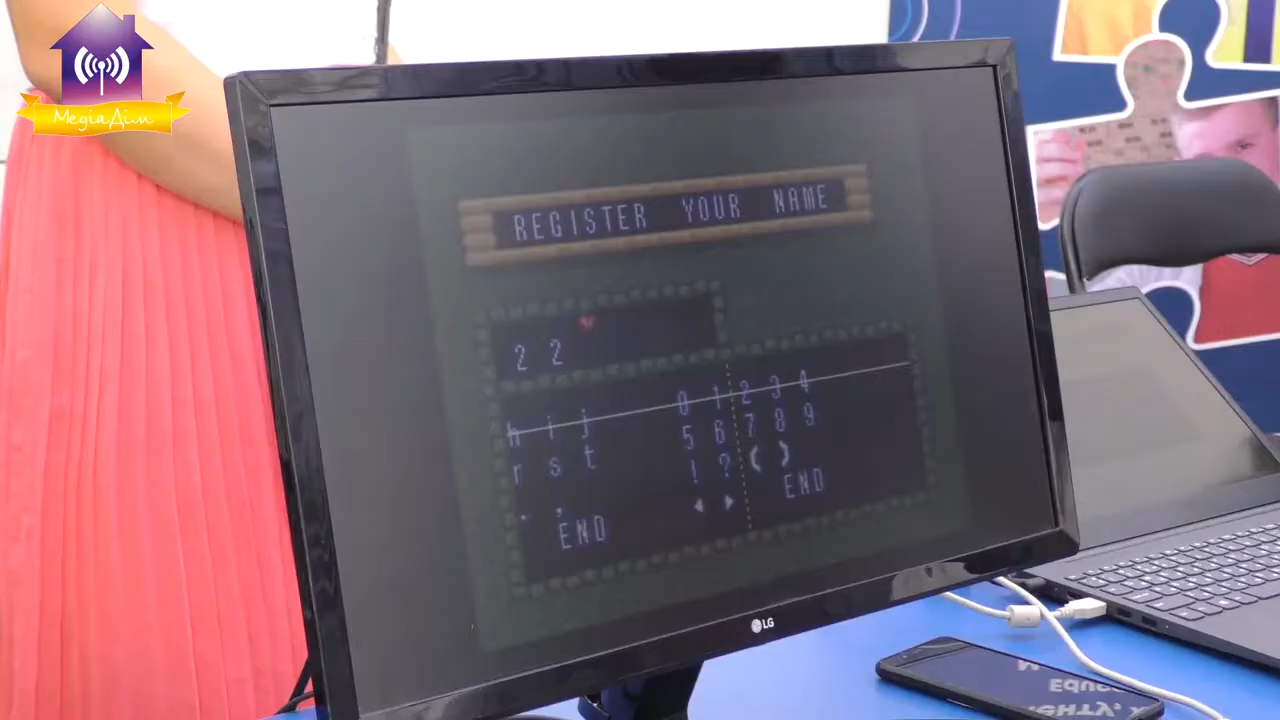 МедіаДім
REGISTER YOUR NAME
2 2
h i j 0 1 2 3 4
r s t 5 6 7 8 9
. , ! ? ( )
END END
LG